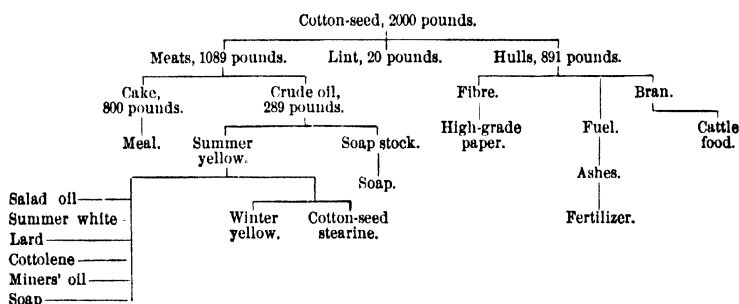 Cotton-seed, 2000 pounds.
Meats, 1089 pounds. Lint, 20 pounds. Hulls, 891 pounds.
Cake, Crude oil, Fibre. Bran.
800 pounds. 289 pounds.
Meal. Summer Soap stock. High-grade Fuel. Cattle
yellow. paper. food.
Soap. Ashes.
Salad oil
Summer white Winter Cotton-seed Fertilizer.
yellow. stearine.
Lard
Cottolene
Miners' oil
Soap